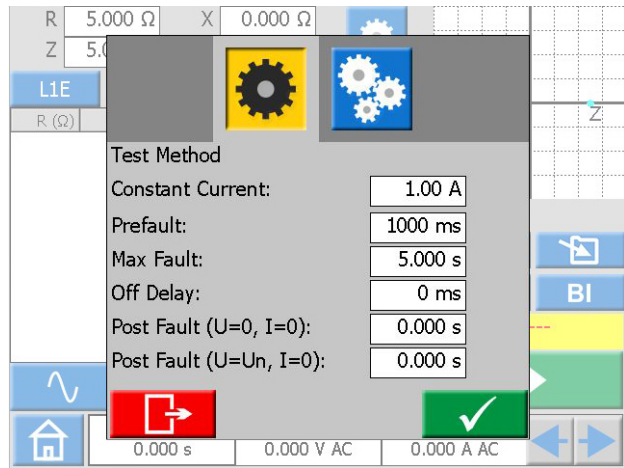 R 5.000 Ω X 0.000 Ω
Z 5.0
L1E
R (Ω)
Z
Test Method
Constant Current: 1.00 A
Prefault: 1000 ms
Max Fault: 5.000 s
Off Delay: 0 ms
Post Fault (U=0, I=0): 0.000 s
Post Fault (U=Un, I=0): 0.000 s
BI
0.000 s 0.000 V AC 0.000 A AC